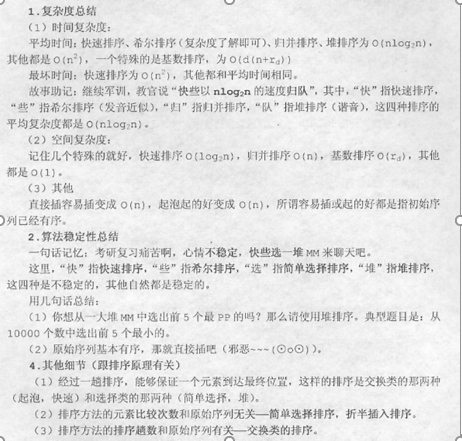 1.复杂度总结
（1）时间复杂度：
平均时间：快速排序、希尔排序（复杂度了解即可）、归并排序、堆排序为 O(nlog₂n)，
其他都是 O(n²)，一个特殊的是基数排序，为 O(d(n+r_d))
最坏时间：快速排序为 O(n²)，其他都和平均时间相同。
故事助记：继续军训，教官说“快些以 nlog₂n 的速度归队”，其中，“快”指快速排序，
“些”指希尔排序（发音近似），“归”指归并排序，“队”指堆排序（谐音），这四种排序的
平均复杂度都是 O(nlog₂n)。
（2）空间复杂度：
记住几个特殊的就好，快速排序 O(log₂n)，归并排序 O(n)，基数排序 O(r_d)，其他
都是 O(1)。
（3）其他
直接插容易插变成 O(n)，起泡起的好变成 O(n)，所谓容易插或起的好都是指初始序
列已经有序。
2.算法稳定性总结
一句话记忆：考研复习痛苦啊，心情不稳定，快些选一堆 MM 来聊天吧。
这里，“快”指快速排序，“些”指希尔排序，“选”指简单选择排序，“堆”指堆排序，
这四种是不稳定的，其他自然都是稳定的。
用几句话总结：
（1）你想从一大堆 MM 中选出前 5 个最 PP 的吗？那么请使用堆排序。典型题目是：从
10000 个数中选出前 5 个最小的。
（2）原始序列基本有序，那就直接插吧（邪恶~~~(⊙o⊙)）。
4.其他细节（跟排序原理有关）
（1）经过一趟排序，能够保证一个元素到达最终位置，这样的排序是交换类的那两种
（起泡，快速）和选择类的那两种（简单选择，堆）。
（2）排序方法的元素比较次数和原始序列无关—简单选择排序，折半插入排序。
（3）排序方法的排序趟数和原始序列有关—交换类的排序。